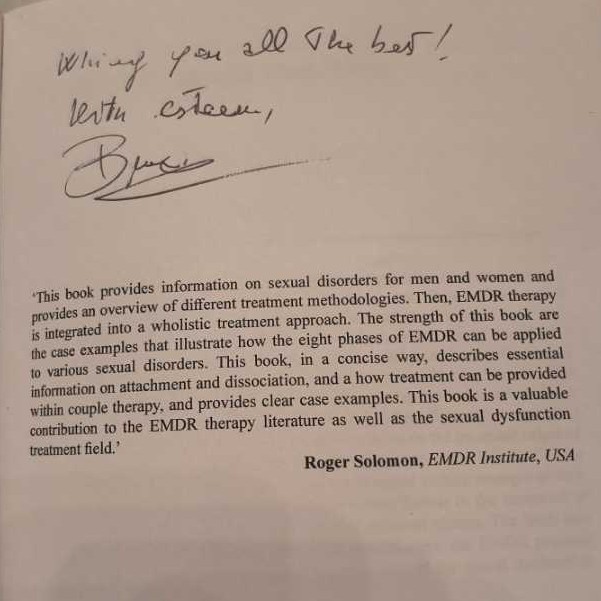 Whing you all The best!
With esteem,
'This book provides information on sexual disorders for men and women and
provides an overview of different treatment methodologies. Then, EMDR therapy
is integrated into a wholistic treatment approach. The strength of this book are
the case examples that illustrate how the eight phases of EMDR can be applied
to various sexual disorders. This book, in a concise way, describes essential
information on attachment and dissociation, and a how treatment can be provided
within couple therapy, and provides clear case examples. This book is a valuable
contribution to the EMDR therapy literature as well as the sexual dysfunction
treatment field.'
Roger Solomon, EMDR Institute, USA